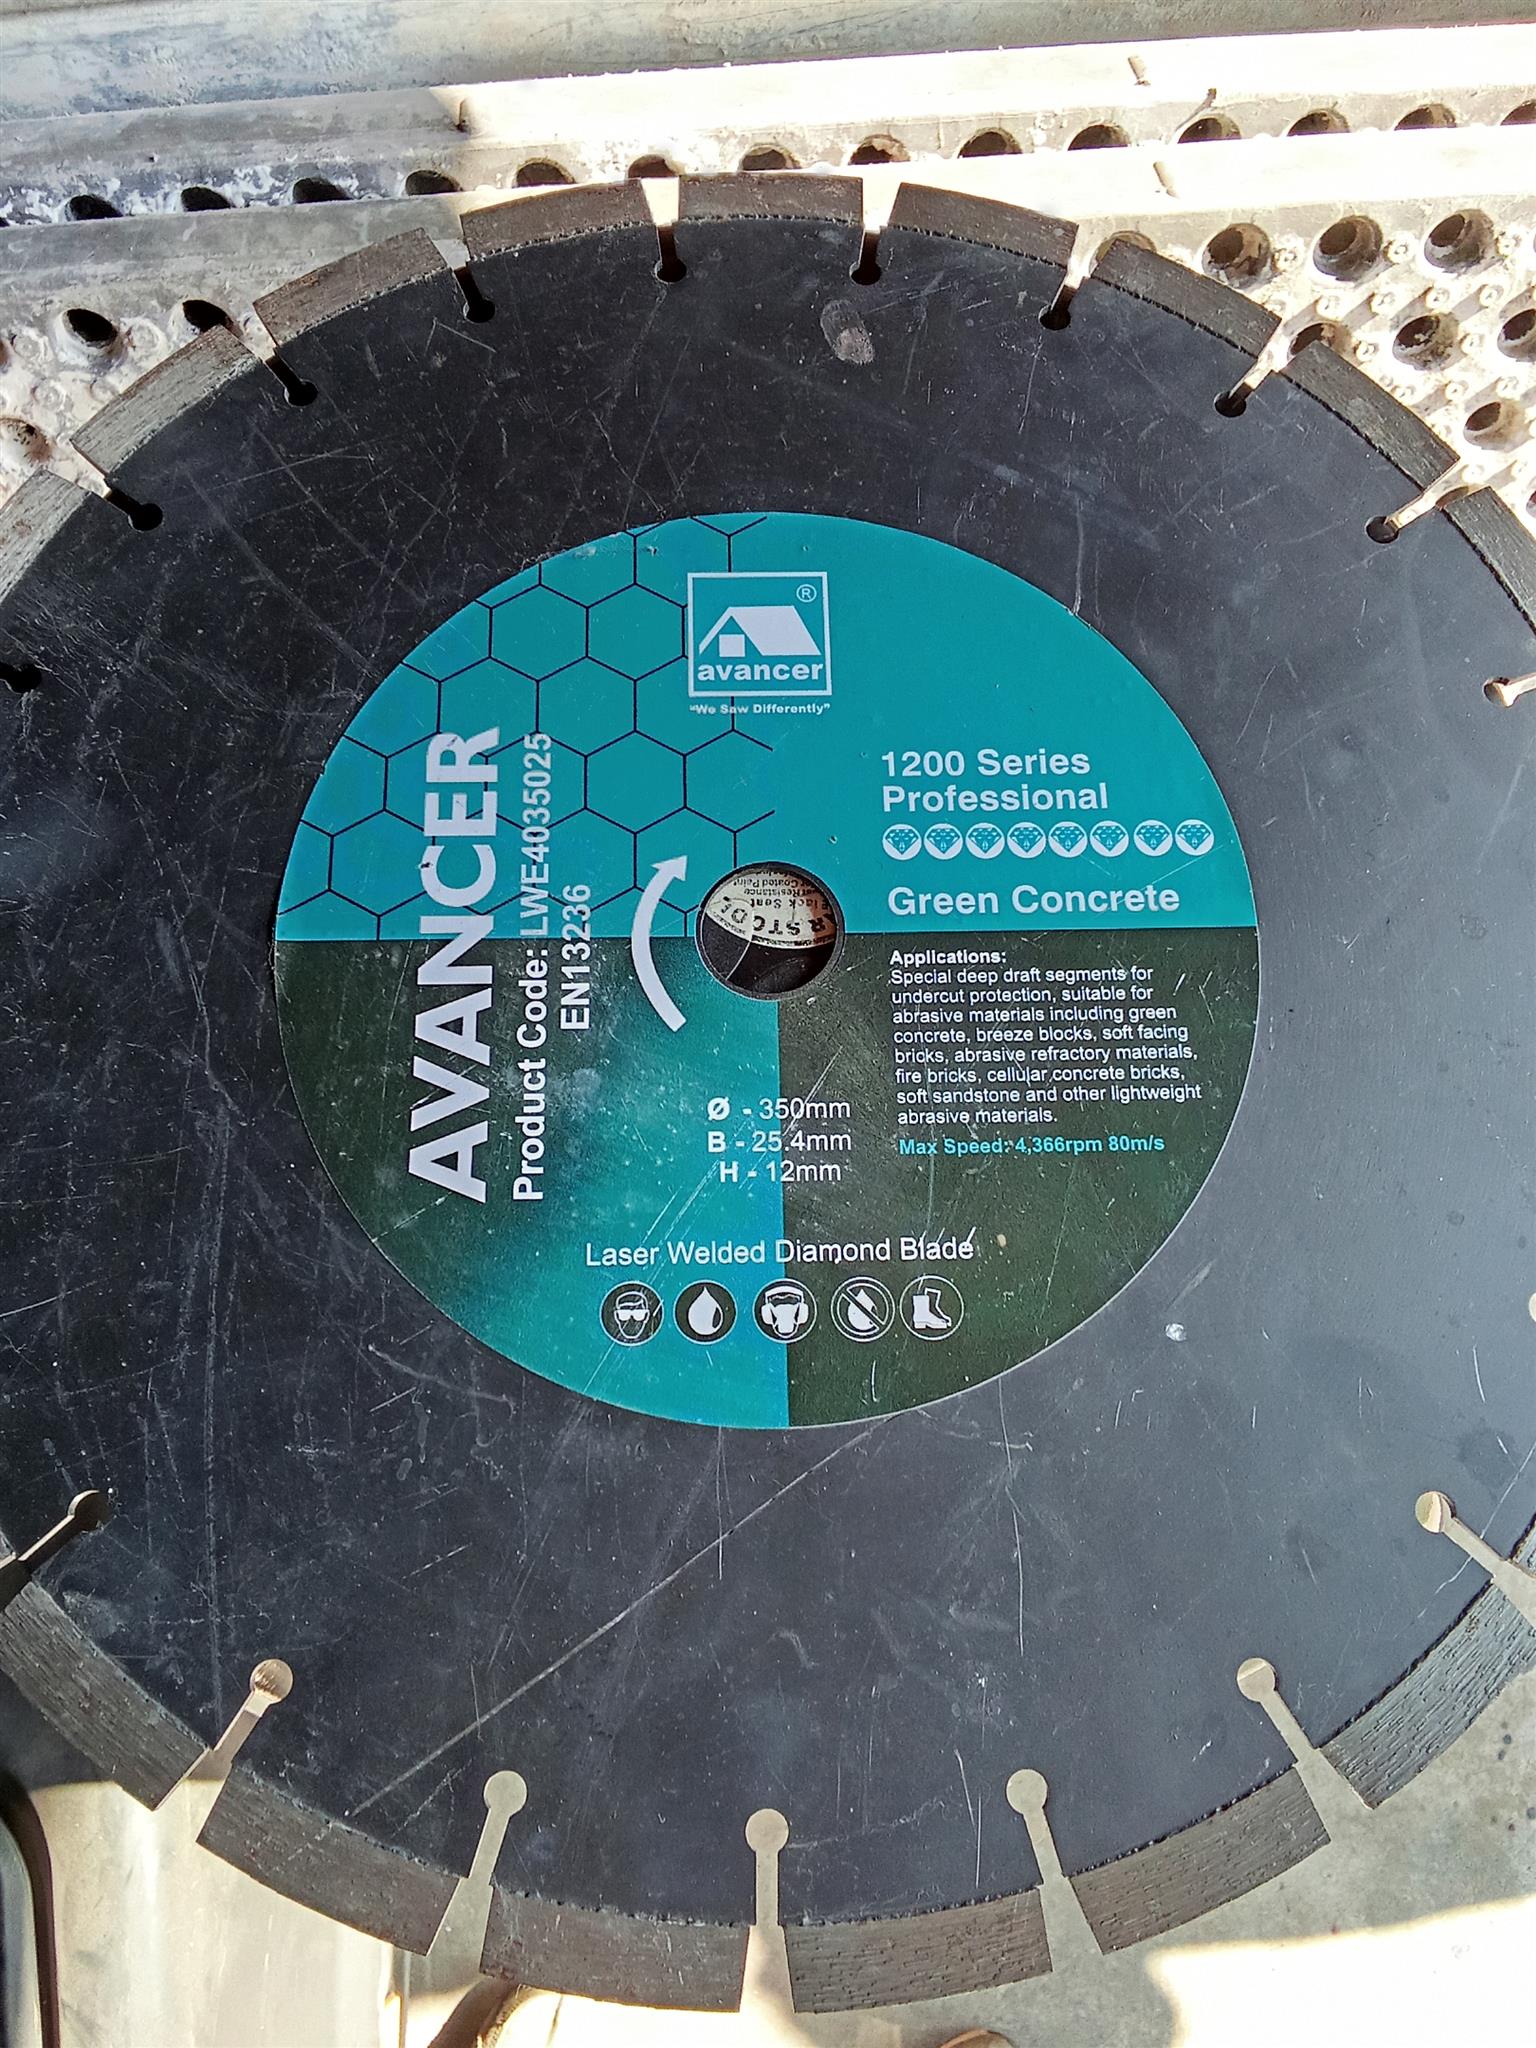 ®
avancer
"We Saw Differently"
AVANCER
Product Code: LWE4035025
EN13236
1200 Series
Professional
Green Concrete
Applications:
Special deep draft segments for
undercut protection, suitable for
abrasive materials including green
concrete, breeze blocks, soft facing
bricks, abrasive refractory materials,
fire bricks, cellular concrete bricks,
soft sandstone and other lightweight
abrasive materials.
Max Speed: 4,366rpm 80m/s
Ø - 350mm
B - 25.4mm
H - 12mm
Laser Welded Diamond Blade